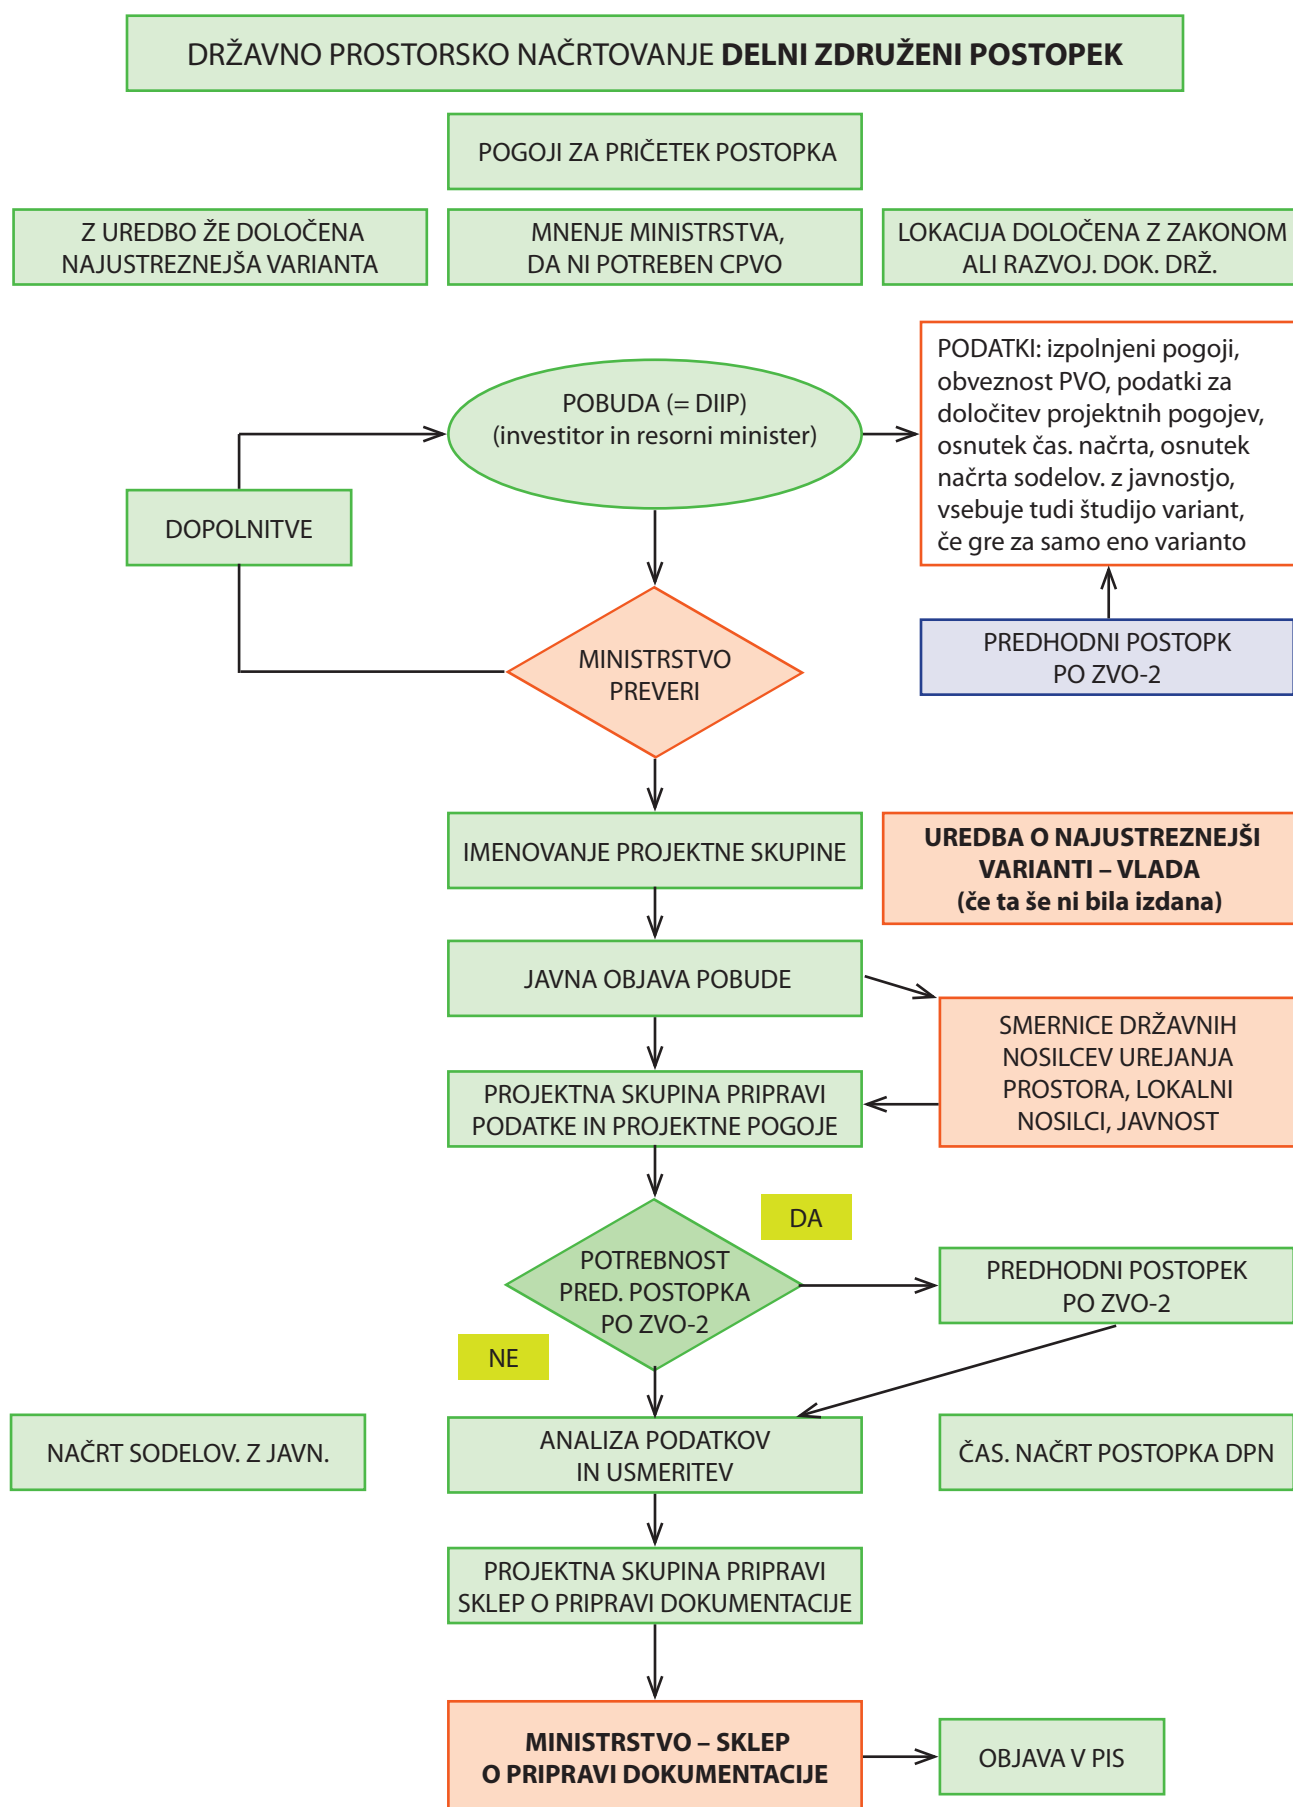 DRŽAVNO PROSTORSKO NAČRTOVANJE DELNI ZDRUŽENI POSTOPEK
POGOJI ZA PRIČETEK POSTOPKA
Z UREDBO ŽE DOLOČENA
NAJUSTREZNEJŠA VARIANTA
MNENJE MINISTRSTVA,
DA NI POTREBEN CPVO
LOKACIJA DOLOČENA Z ZAKONOM
ALI RAZVOJ. DOK. DRŽ.
POBUDA (= DIIP)
(investitor in resorni minister)
PODATKI: izpolnjeni pogoji,
obveznost PVO, podatki za
določitev projektnih pogojev,
osnutek čas. načrta, osnutek
načrta sodelov. z javnostjo,
vsebuje tudi študijo variant,
če gre za samo eno varianto
DOPOLNITVE
MINISTRSTVO
PREVERI
PREDHODNI POSTOPK
PO ZVO-2
IMENOVANJE PROJEKTNE SKUPINE
UREDBA O NAJUSTREZNEJŠI
VARIANTI – VLADA
(če ta še ni bila izdana)
JAVNA OBJAVA POBUDE
SMERNICE DRŽAVNIH
NOSILCEV UREJANJA
PROSTORA, LOKALNI
NOSILCI, JAVNOST
PROJEKTNA SKUPINA PRIPRAVI
PODATKE IN PROJEKTNE POGOJE
DA
POTREBNOST
PRED. POSTOPKA
PO ZVO-2
PREDHODNI POSTOPEK
PO ZVO-2
NE
NAČRT SODELOV. Z JAVN.
ANALIZA PODATKOV
IN USMERITEV
ČAS. NAČRT POSTOPKA DPN
PROJEKTNA SKUPINA PRIPRAVI
SKLEP O PRIPRAVI DOKUMENTACIJE
MINISTRSTVO – SKLEP
O PRIPRAVI DOKUMENTACIJE
OBJAVA V PIS